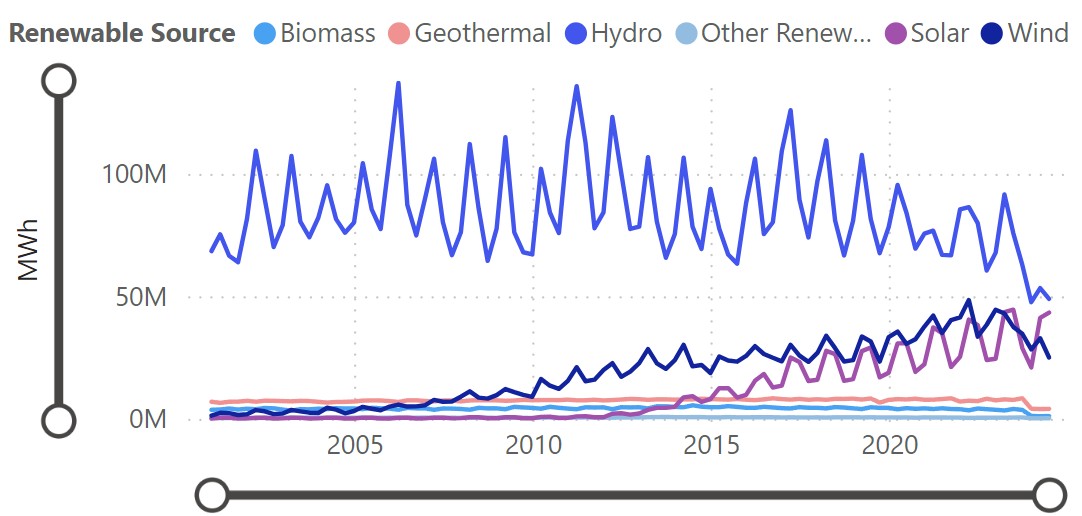 Renewable Source Biomass Geothermal Hydro Other Renew... Solar Wind
MWh
100M
50M
0M
2005 2010 2015 2020